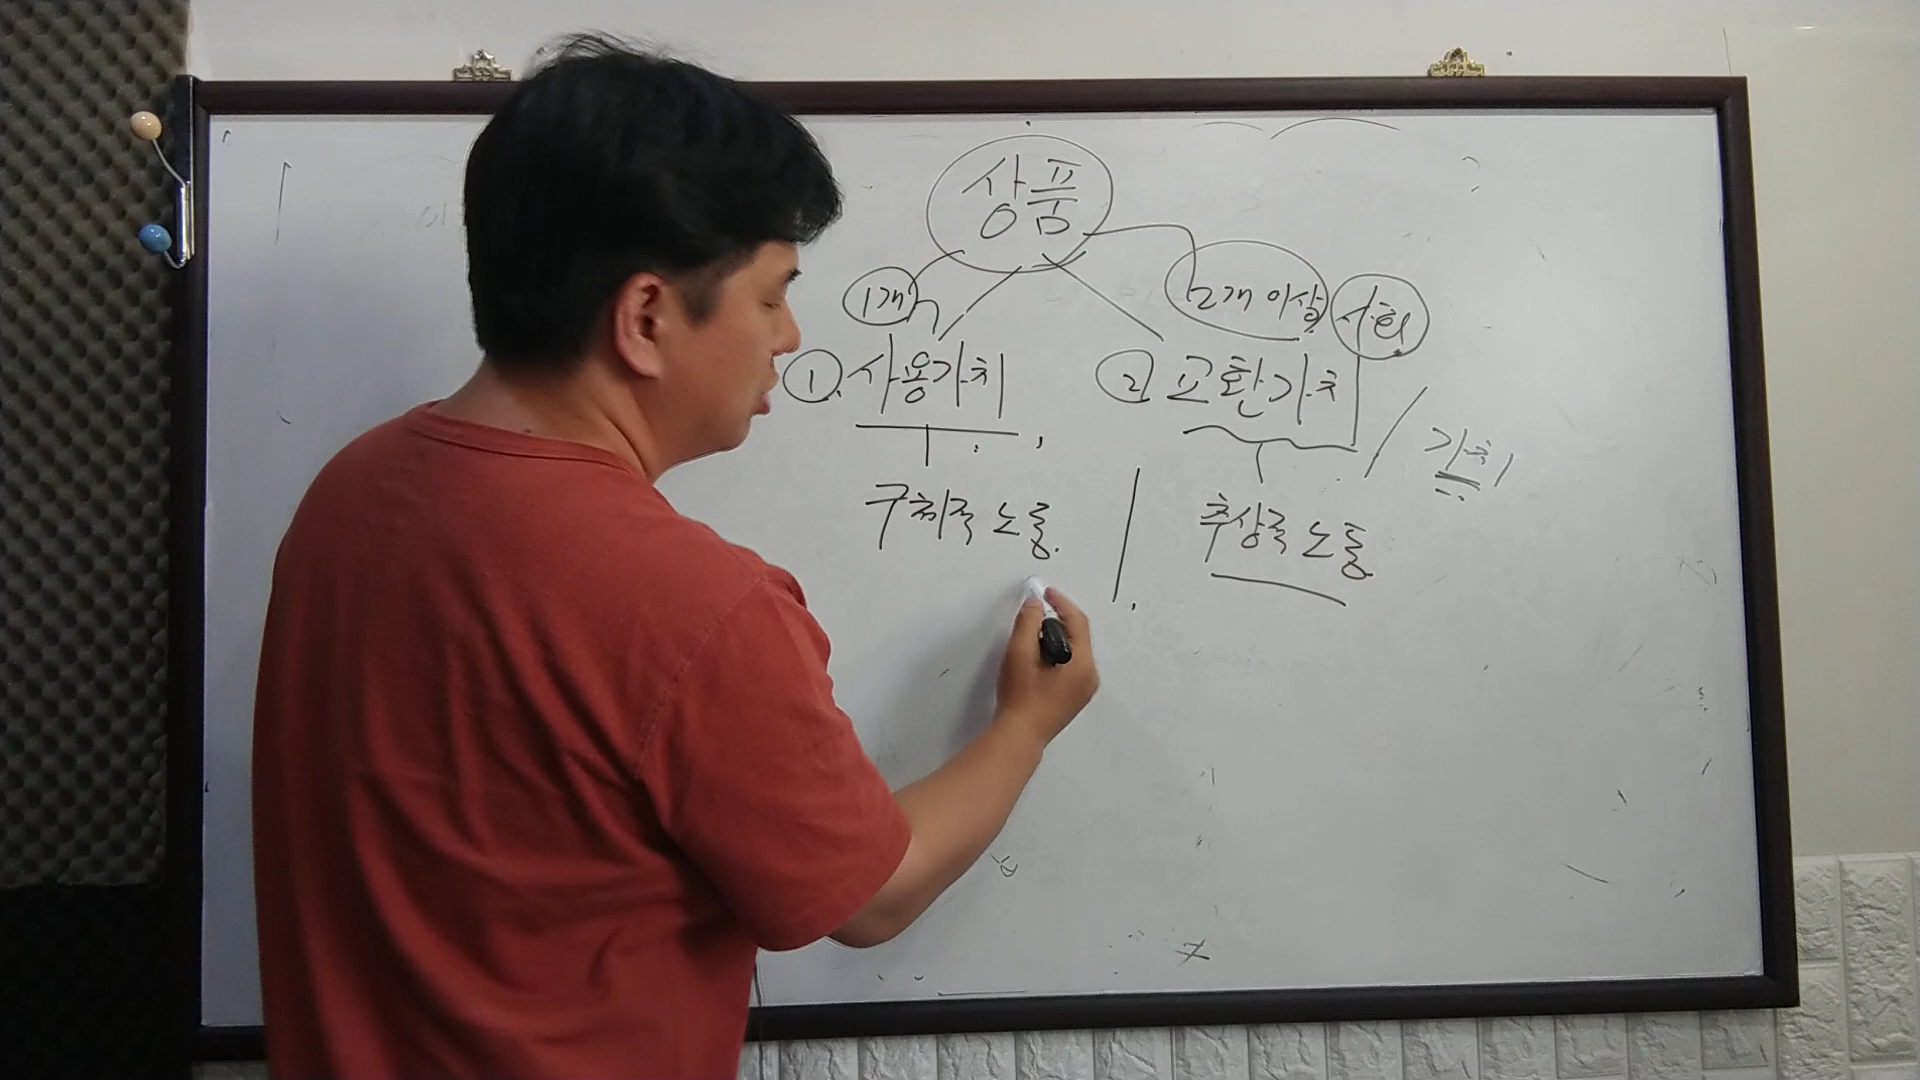 상품
1개
2개 이상
사회
① 사용가치
② 교환가치
/ 가치
구체적 노동.
추상적 노동